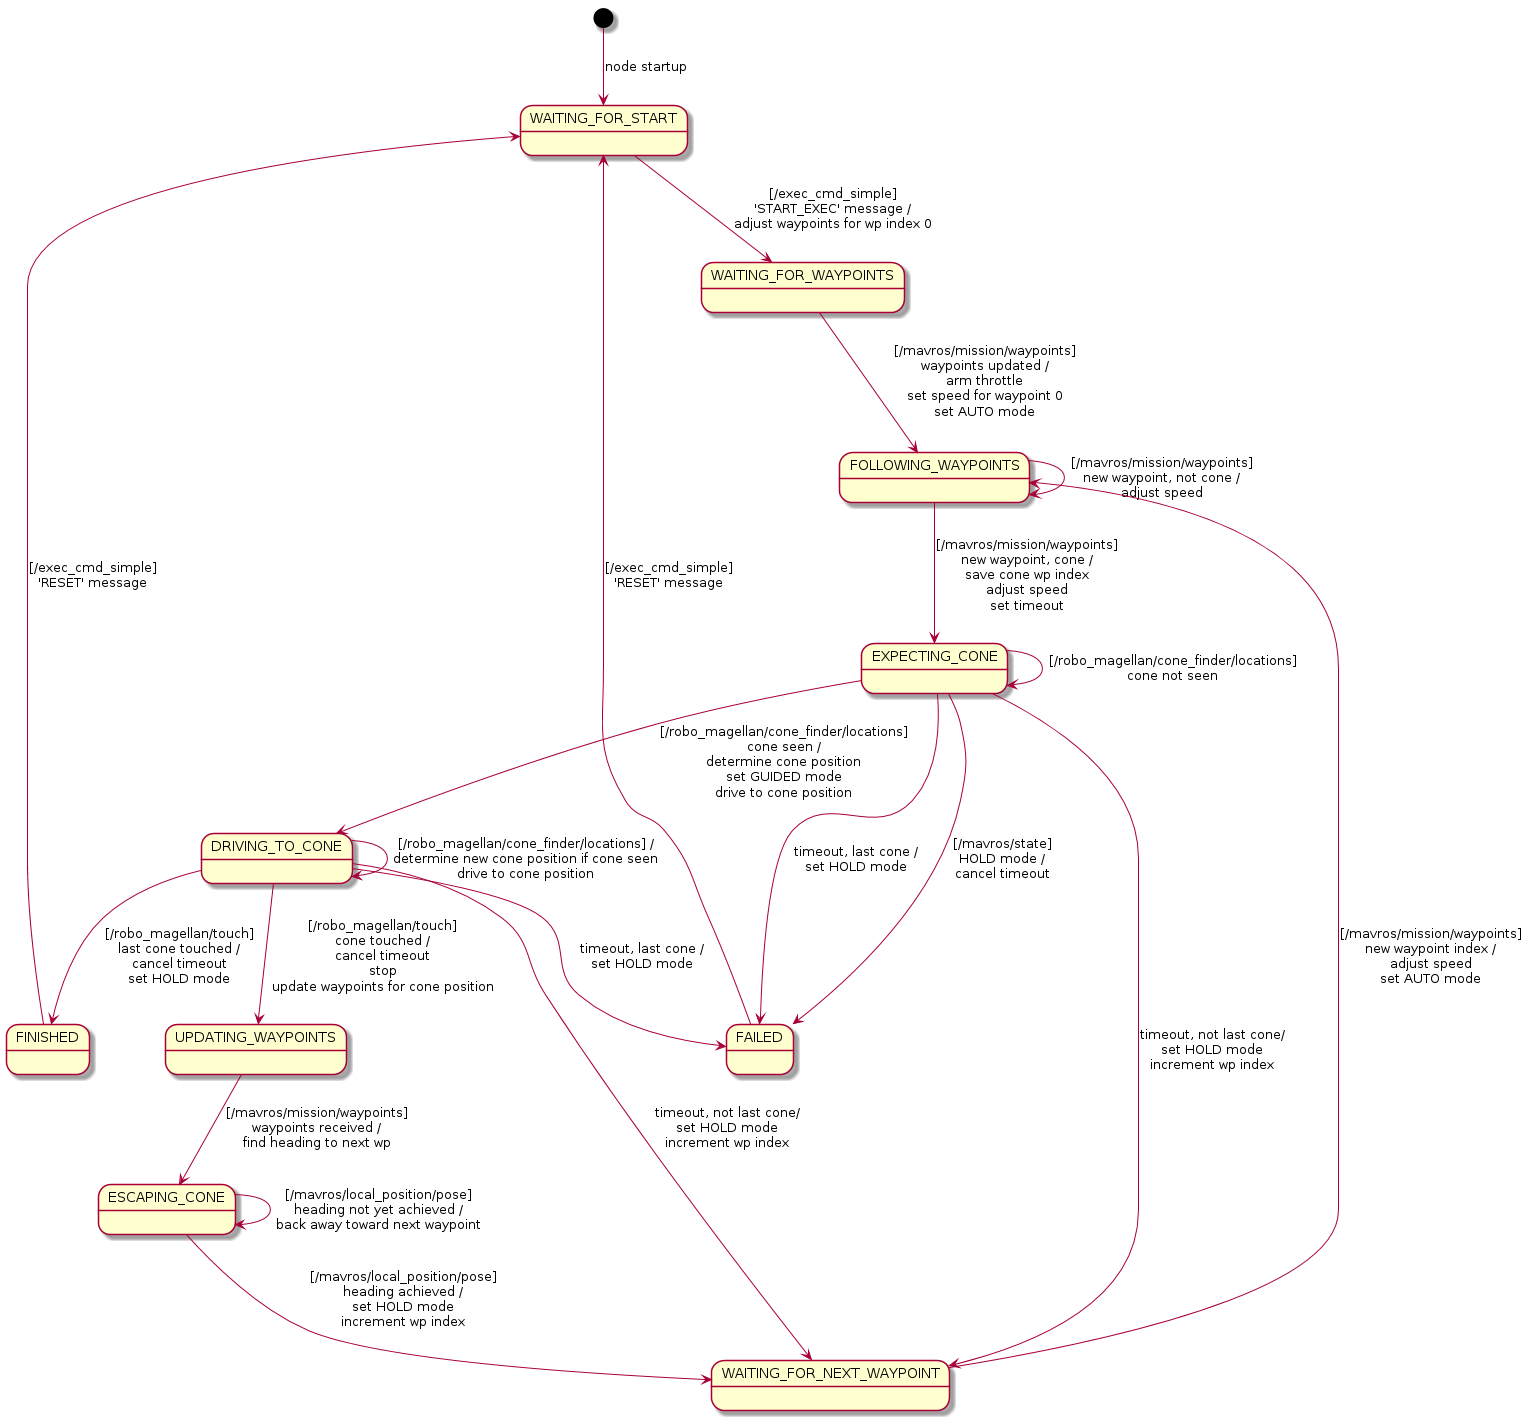 node startup
WAITING_FOR_START
[/exec_cmd_simple]
'START_EXEC' message /
adjust waypoints for wp index 0
WAITING_FOR_WAYPOINTS
[/mavros/mission/waypoints]
waypoints updated /
arm throttle
set speed for waypoint 0
set AUTO mode
FOLLOWING_WAYPOINTS
[/mavros/mission/waypoints]
new waypoint, not cone /
adjust speed
[/exec_cmd_simple]
'RESET' message
[/exec_cmd_simple]
'RESET' message
[/mavros/mission/waypoints]
new waypoint, cone /
save cone wp index
adjust speed
set timeout
EXPECTING_CONE
[/robo_magellan/cone_finder/locations]
cone not seen
[/robo_magellan/cone_finder/locations]
cone seen /
determine cone position
set GUIDED mode
drive to cone position
DRIVING_TO_CONE
[/robo_magellan/cone_finder/locations] /
determine new cone position if cone seen
drive to cone position
timeout, last cone /
set HOLD mode
[/mavros/state]
HOLD mode /
cancel timeout
[/robo_magellan/touch]
last cone touched /
cancel timeout
set HOLD mode
[/robo_magellan/touch]
cone touched /
cancel timeout
stop
update waypoints for cone position
timeout, last cone /
set HOLD mode
[/mavros/mission/waypoints]
new waypoint index /
adjust speed
set AUTO mode
FINISHED
UPDATING_WAYPOINTS
FAILED
timeout, not last cone/
set HOLD mode
increment wp index
[/mavros/mission/waypoints]
waypoints received /
find heading to next wp
timeout, not last cone/
set HOLD mode
increment wp index
ESCAPING_CONE
[/mavros/local_position/pose]
heading not yet achieved /
back away toward next waypoint
[/mavros/local_position/pose]
heading achieved /
set HOLD mode
increment wp index
WAITING_FOR_NEXT_WAYPOINT